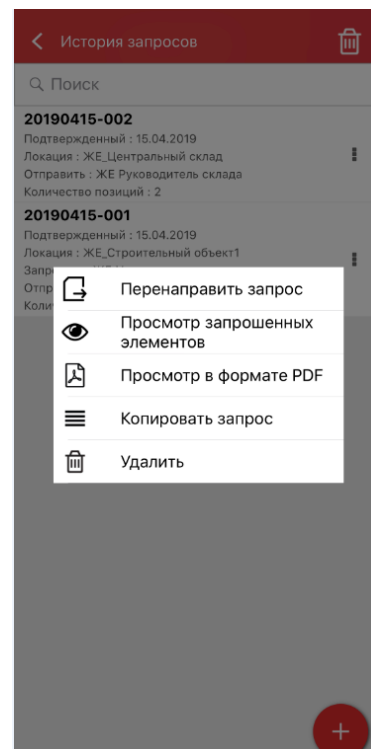 История запросов
Поиск
20190415-002
Подтвержденный : 15.04.2019
Локация : ЖЕ_Центральный склад
Отправить : ЖЕ Руководитель склада
Количество позиций : 2
20190415-001
Подтвержденный : 15.04.2019
Локация : ЖЕ_Строительный объект1
Перенаправить запрос
Просмотр запрошенных
элементов
Просмотр в формате PDF
Копировать запрос
Удалить